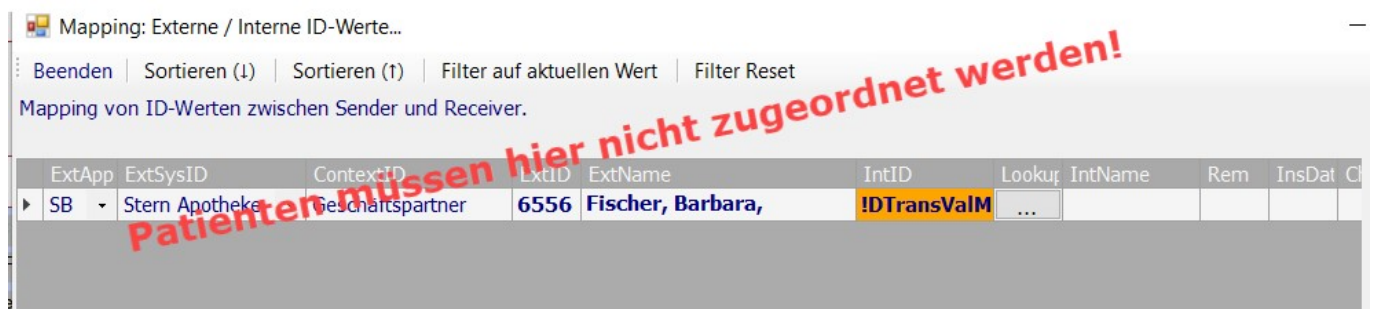 Mapping: Externe / Interne ID-Werte...
Beenden Sortieren (↓) Sortieren (↑) Filter auf aktuellen Wert Filter Reset
Mapping von ID-Werten zwischen Sender und Receiver.
Patienten müssen hier nicht zugeordnet werden!
ExtApp ExtSysID ContextID ExtID ExtName IntID Lookup IntName Rem InsDat
SB Stern Apotheke Geschäftspartner 6556 Fischer, Barbara, !DTransValM ...